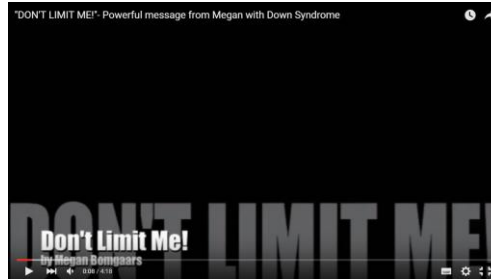 "DON'T LIMIT ME!"- Powerful message from Megan with Down Syndrome
DON'T LIMIT ME!
Don't Limit Me!
by Megan Bomgaars
0:06 / 4:10